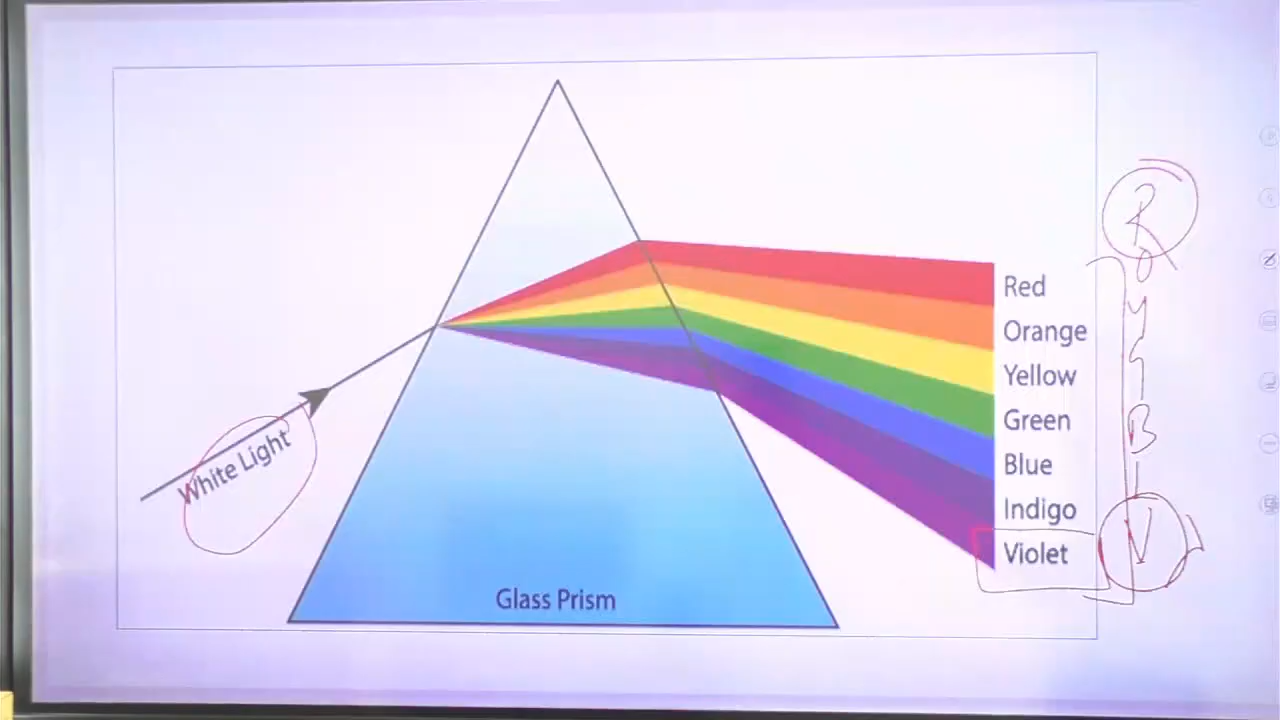 Red
Orange
Yellow
Green
Blue
Indigo
Violet
White Light
Glass Prism
R
O
Y
G
B
I
V